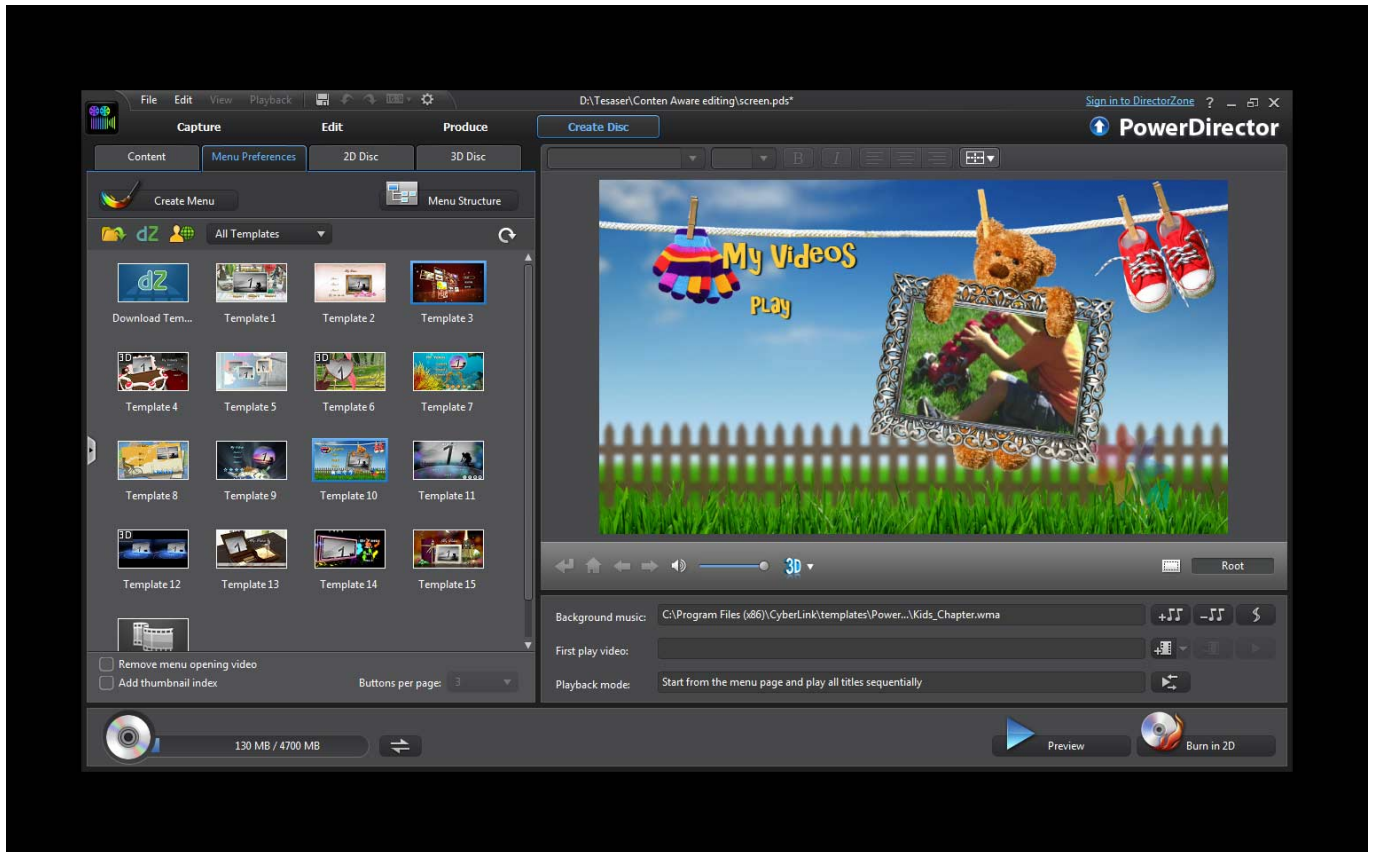 File Edit View Playback D:\Tesaser\Conten Aware editing\screen.pds* Sign in to DirectorZone ?
Capture Edit Produce Create Disc PowerDirector
Content Menu Preferences 2D Disc 3D Disc B I
Create Menu Menu Structure
dZ All Templates
My Videos
Play
dZ
Download Tem... Template 1 Template 2 Template 3
3D 3D
Template 4 Template 5 Template 6 Template 7
Template 8 Template 9 Template 10 Template 11
3D
Template 12 Template 13 Template 14 Template 15
3D Root
Background music: C:\Program Files (x86)\CyberLink\templates\Power...\Kids_Chapter.wma
First play video:
Remove menu opening video
Add thumbnail index Buttons per page: 3
Playback mode: Start from the menu page and play all titles sequentially
130 MB / 4700 MB Preview Burn in 2D